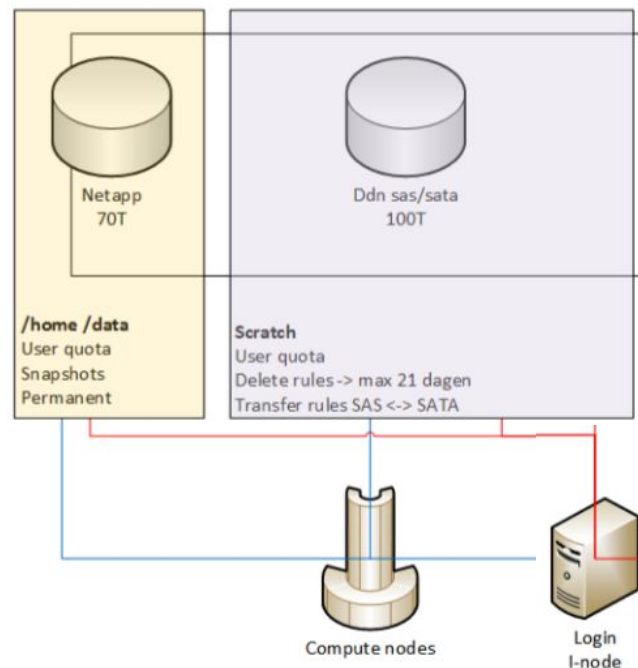 Netapp
70T
Ddn sas/sata
100T
/home /data
User quota
Snapshots
Permanent
Scratch
User quota
Delete rules -> max 21 dagen
Transfer rules SAS <-> SATA
Compute nodes
Login
I-node